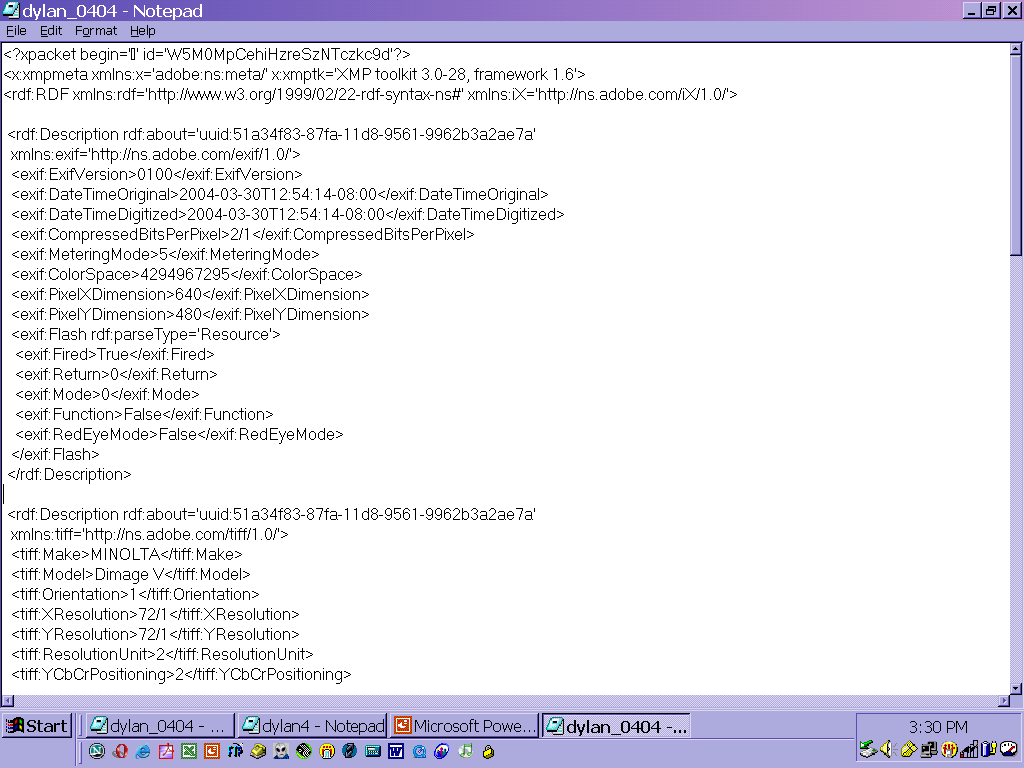 dylan_0404 - Notepad
File Edit Format Help
<?xpacket begin='' id='W5M0MpCehiHzreSzNTczkc9d'?>
<x:xmpmeta xmlns:x='adobe:ns:meta/' x:xmptk='XMP toolkit 3.0-28, framework 1.6'>
<rdf:RDF xmlns:rdf='http://www.w3.org/1999/02/22-rdf-syntax-ns#' xmlns:iX='http://ns.adobe.com/iX/1.0/'>
<rdf:Description rdf:about='uuid:51a34f83-87fa-11d8-9561-9962b3a2ae7a'
xmlns:exif='http://ns.adobe.com/exif/1.0/'>
<exif:ExifVersion>0100</exif:ExifVersion>
<exif:DateTimeOriginal>2004-03-30T12:54:14-08:00</exif:DateTimeOriginal>
<exif:DateTimeDigitized>2004-03-30T12:54:14-08:00</exif:DateTimeDigitized>
<exif:CompressedBitsPerPixel>2/1</exif:CompressedBitsPerPixel>
<exif:MeteringMode>5</exif:MeteringMode>
<exif:ColorSpace>4294967295</exif:ColorSpace>
<exif:PixelXDimension>640</exif:PixelXDimension>
<exif:PixelYDimension>480</exif:PixelYDimension>
<exif:Flash rdf:parseType='Resource'>
<exif:Fired>True</exif:Fired>
<exif:Return>0</exif:Return>
<exif:Mode>0</exif:Mode>
<exif:Function>False</exif:Function>
<exif:RedEyeMode>False</exif:RedEyeMode>
</exif:Flash>
</rdf:Description>
<rdf:Description rdf:about='uuid:51a34f83-87fa-11d8-9561-9962b3a2ae7a'
xmlns:tiff='http://ns.adobe.com/tiff/1.0/'>
<tiff:Make>MINOLTA</tiff:Make>
<tiff:Model>Dimage V</tiff:Model>
<tiff:Orientation>1</tiff:Orientation>
<tiff:XResolution>72/1</tiff:XResolution>
<tiff:YResolution>72/1</tiff:YResolution>
<tiff:ResolutionUnit>2</tiff:ResolutionUnit>
<tiff:YCbCrPositioning>2</tiff:YCbCrPositioning>
Start dylan_0404 - ... dylan4 - Notepad Microsoft Powe... dylan_0404 -... 3:30 PM